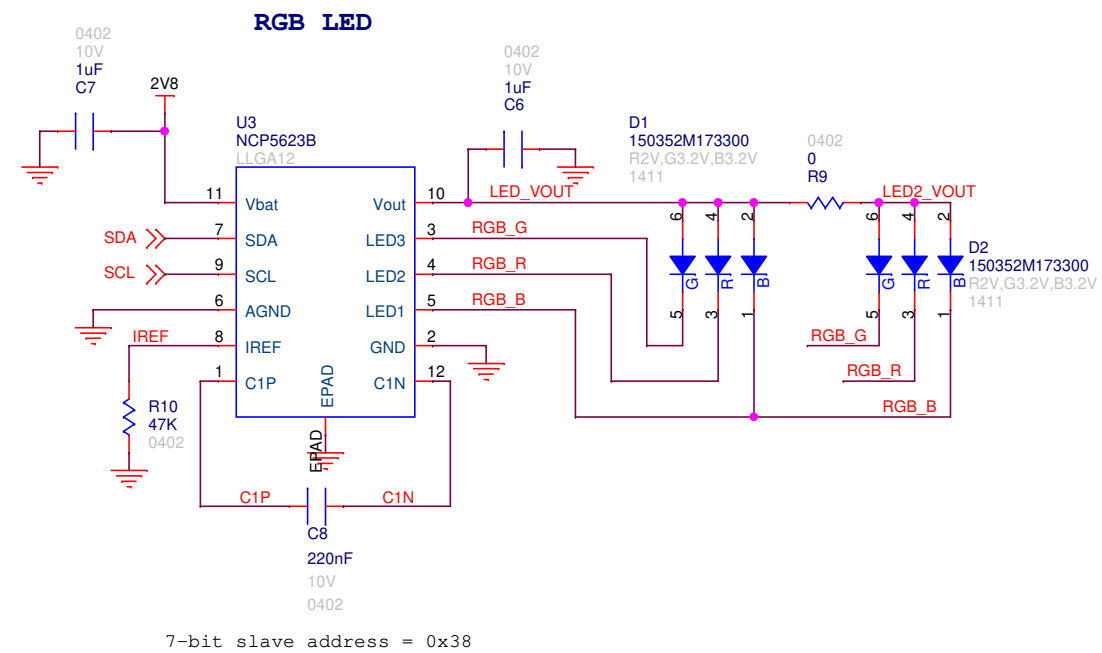 RGB LED
0402
10V
1uF
C7
2V8
0402
10V
1uF
C6
U3
NCP5623B
LLGA12
D1
150352M173300
R2V,G3.2V,B3.2V
1411
0402
0
R9
11 Vbat
Vout 10
LED_VOUT
LED2_VOUT
6 4 2
6 4 2
SDA
7 SDA
LED3 3
RGB_G
SCL
9 SCL
LED2 4
RGB_R
G R B
G R B
D2
150352M173300
R2V,G3.2V,B3.2V
1411
6 AGND
LED1 5
RGB_B
5 3 1
5 3 1
IREF
8 IREF
GND 2
RGB_G
1 C1P
C1N 12
RGB_R
EPAD
RGB_B
R10
47K
0402
EPAD
C1P
C1N
C8
220nF
10V
0402
7-bit slave address = 0x38